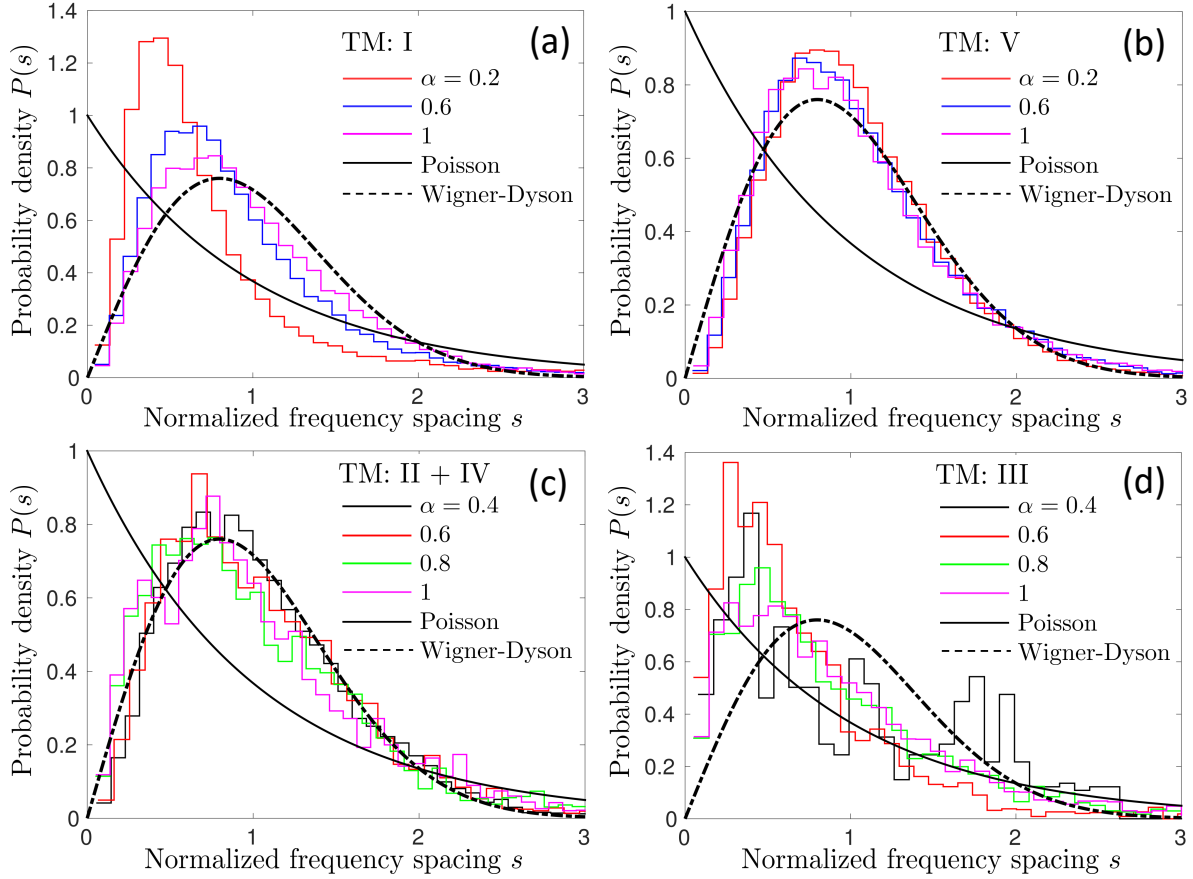 1.4
1.2
1
0.8
0.6
0.4
0.2
0
Probability density P(s)
TM: I
(a)
α = 0.2
0.6
1
Poisson
Wigner-Dyson
0 1 2 3
Normalized frequency spacing s
1
0.8
0.6
0.4
0.2
0
Probability density P(s)
TM: V
(b)
α = 0.2
0.6
1
Poisson
Wigner-Dyson
0 1 2 3
Normalized frequency spacing s
1
0.8
0.6
0.4
0.2
0
Probability density P(s)
TM: II + IV
(c)
α = 0.4
0.6
0.8
1
Poisson
Wigner-Dyson
0 1 2 3
Normalized frequency spacing s
1.4
1.2
1
0.8
0.6
0.4
0.2
0
Probability density P(s)
TM: III
(d)
α = 0.4
0.6
0.8
1
Poisson
Wigner-Dyson
0 1 2 3
Normalized frequency spacing s